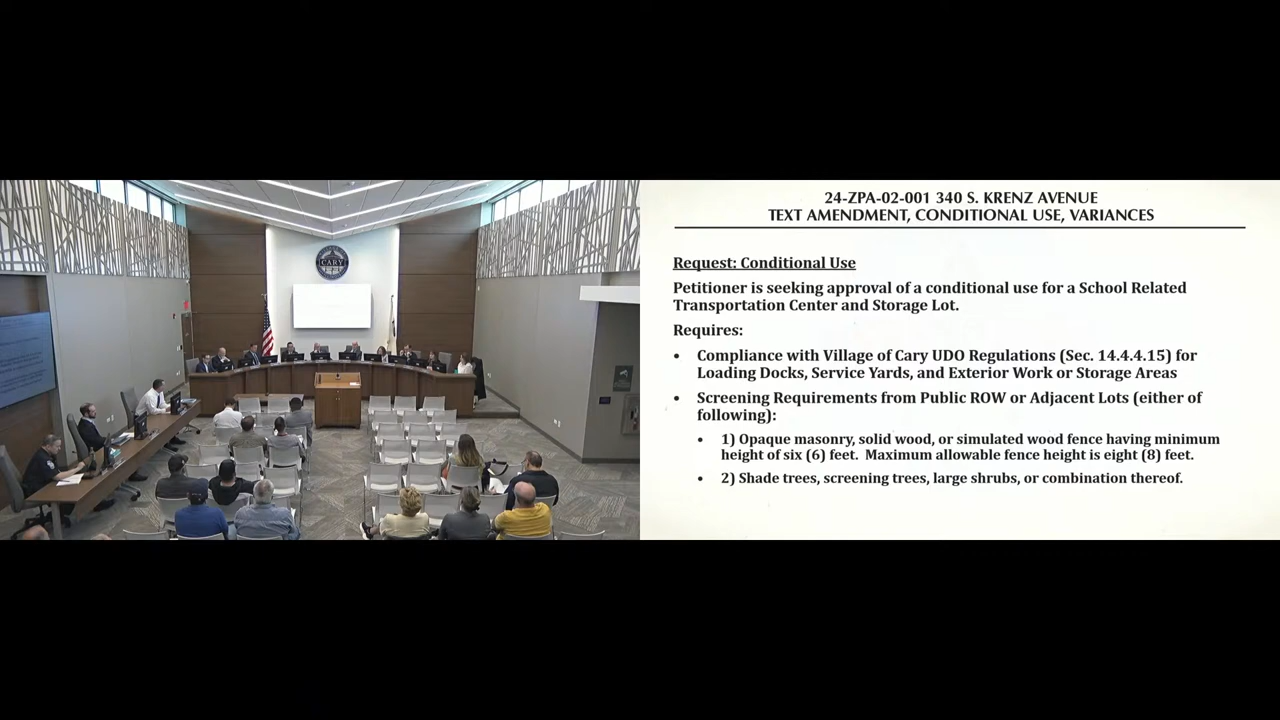 CARY
24-ZPA-02-001 340 S. KRENZ AVENUE
TEXT AMENDMENT, CONDITIONAL USE, VARIANCES
Request: Conditional Use
Petitioner is seeking approval of a conditional use for a School Related
Transportation Center and Storage Lot.
Requires:
• Compliance with Village of Cary UDO Regulations (Sec. 14.4.4.15) for
Loading Docks, Service Yards, and Exterior Work or Storage Areas
• Screening Requirements from Public ROW or Adjacent Lots (either of
following):
• 1) Opaque masonry, solid wood, or simulated wood fence having minimum
height of six (6) feet. Maximum allowable fence height is eight (8) feet.
• 2) Shade trees, screening trees, large shrubs, or combination thereof.